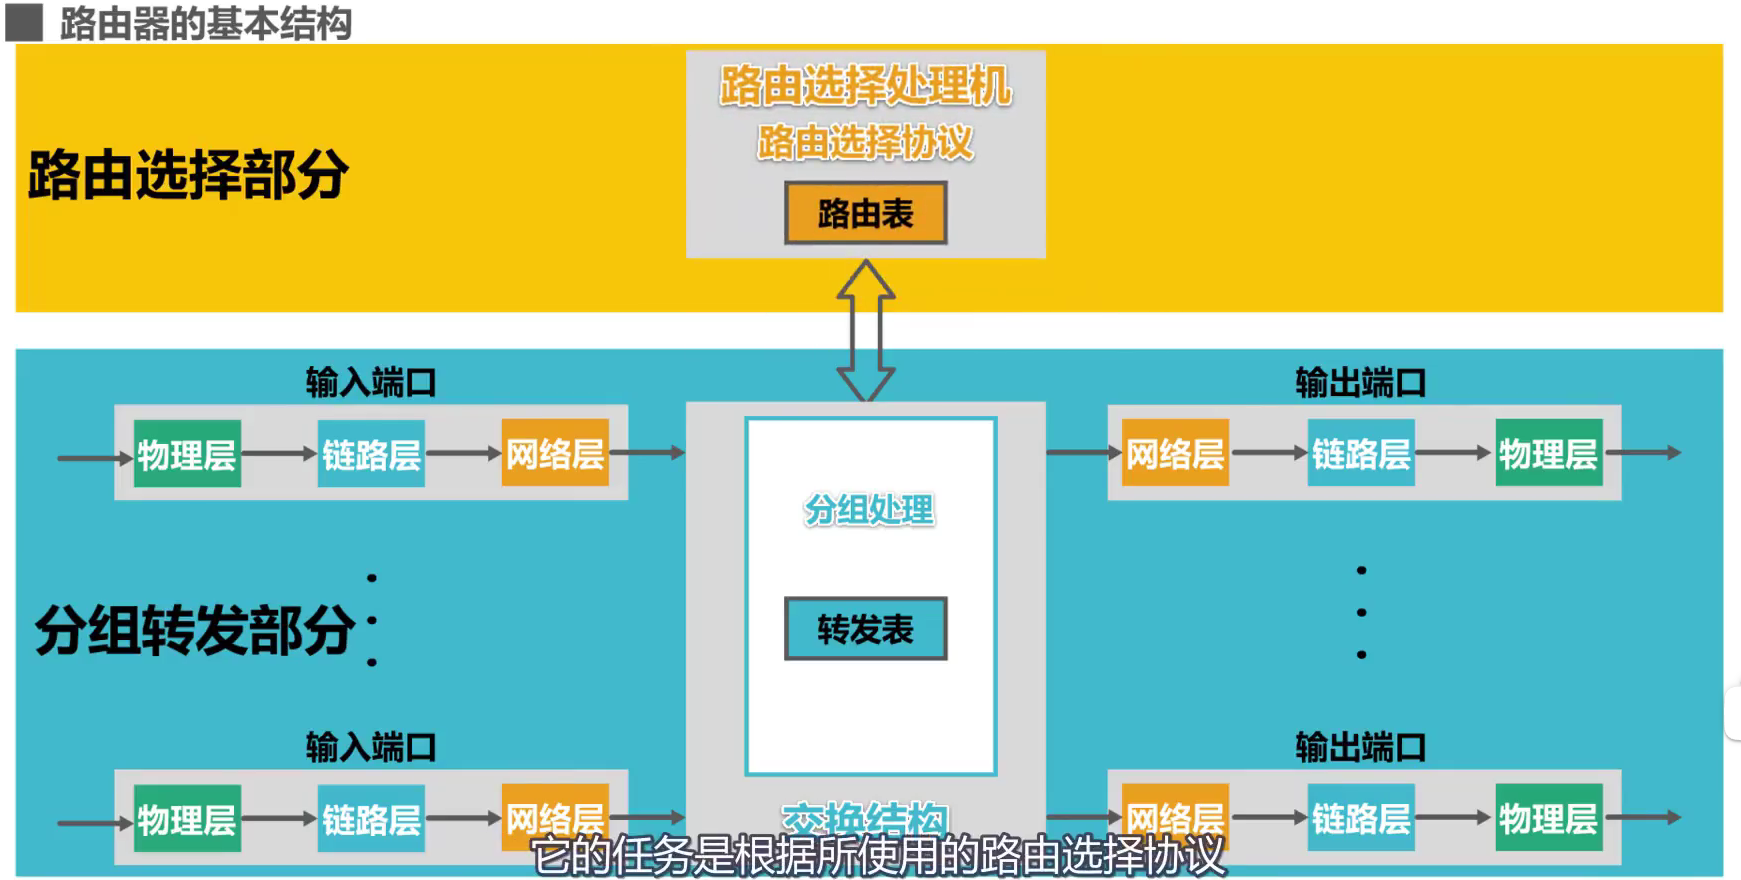 路由器的基本结构
路由选择处理机
路由选择协议
路由选择部分
路由表
输入端口
输出端口
物理层 链路层 网络层
网络层 链路层 物理层
分组处理
分组转发部分
转发表
输入端口
输出端口
物理层 链路层 网络层
交换结构
网络层 链路层 物理层
它的任务是根据所使用的路由选择协议